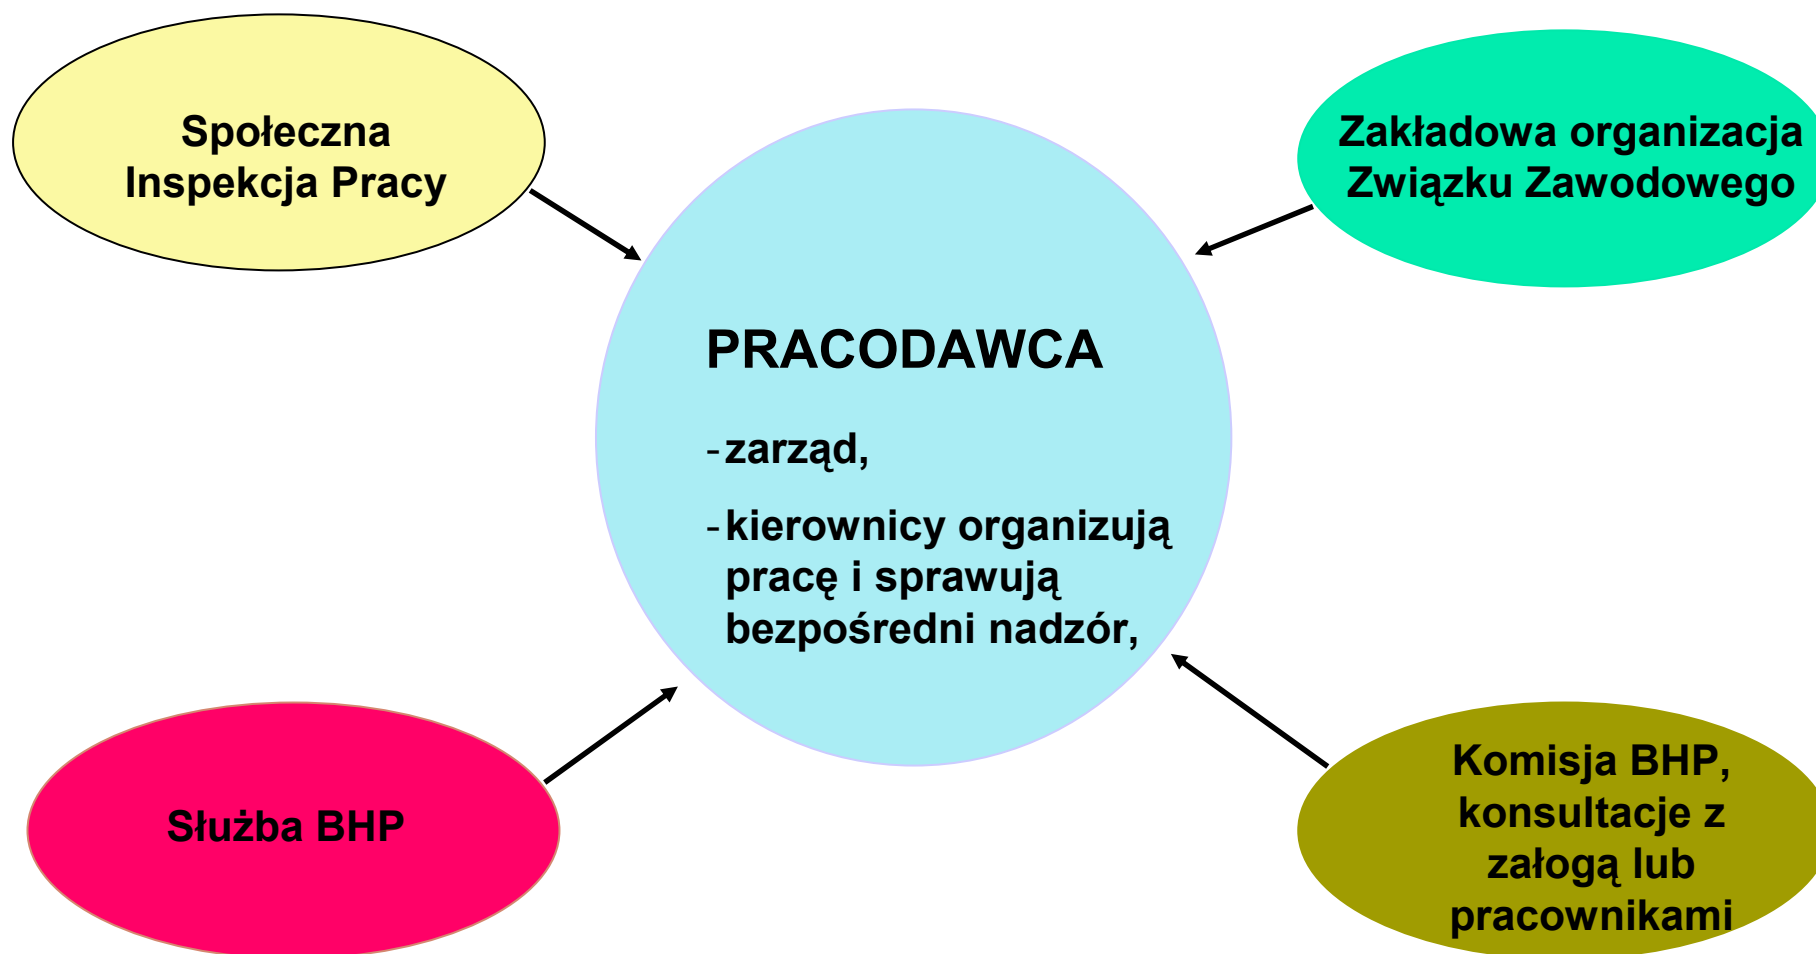 Społeczna
Inspekcja Pracy
Zakładowa organizacja
Związku Zawodowego
PRACODAWCA
-zarząd,
-kierownicy organizują
pracę i sprawują
bezpośredni nadzór,
Służba BHP
Komisja BHP,
konsultacje z
załogą lub
pracownikami